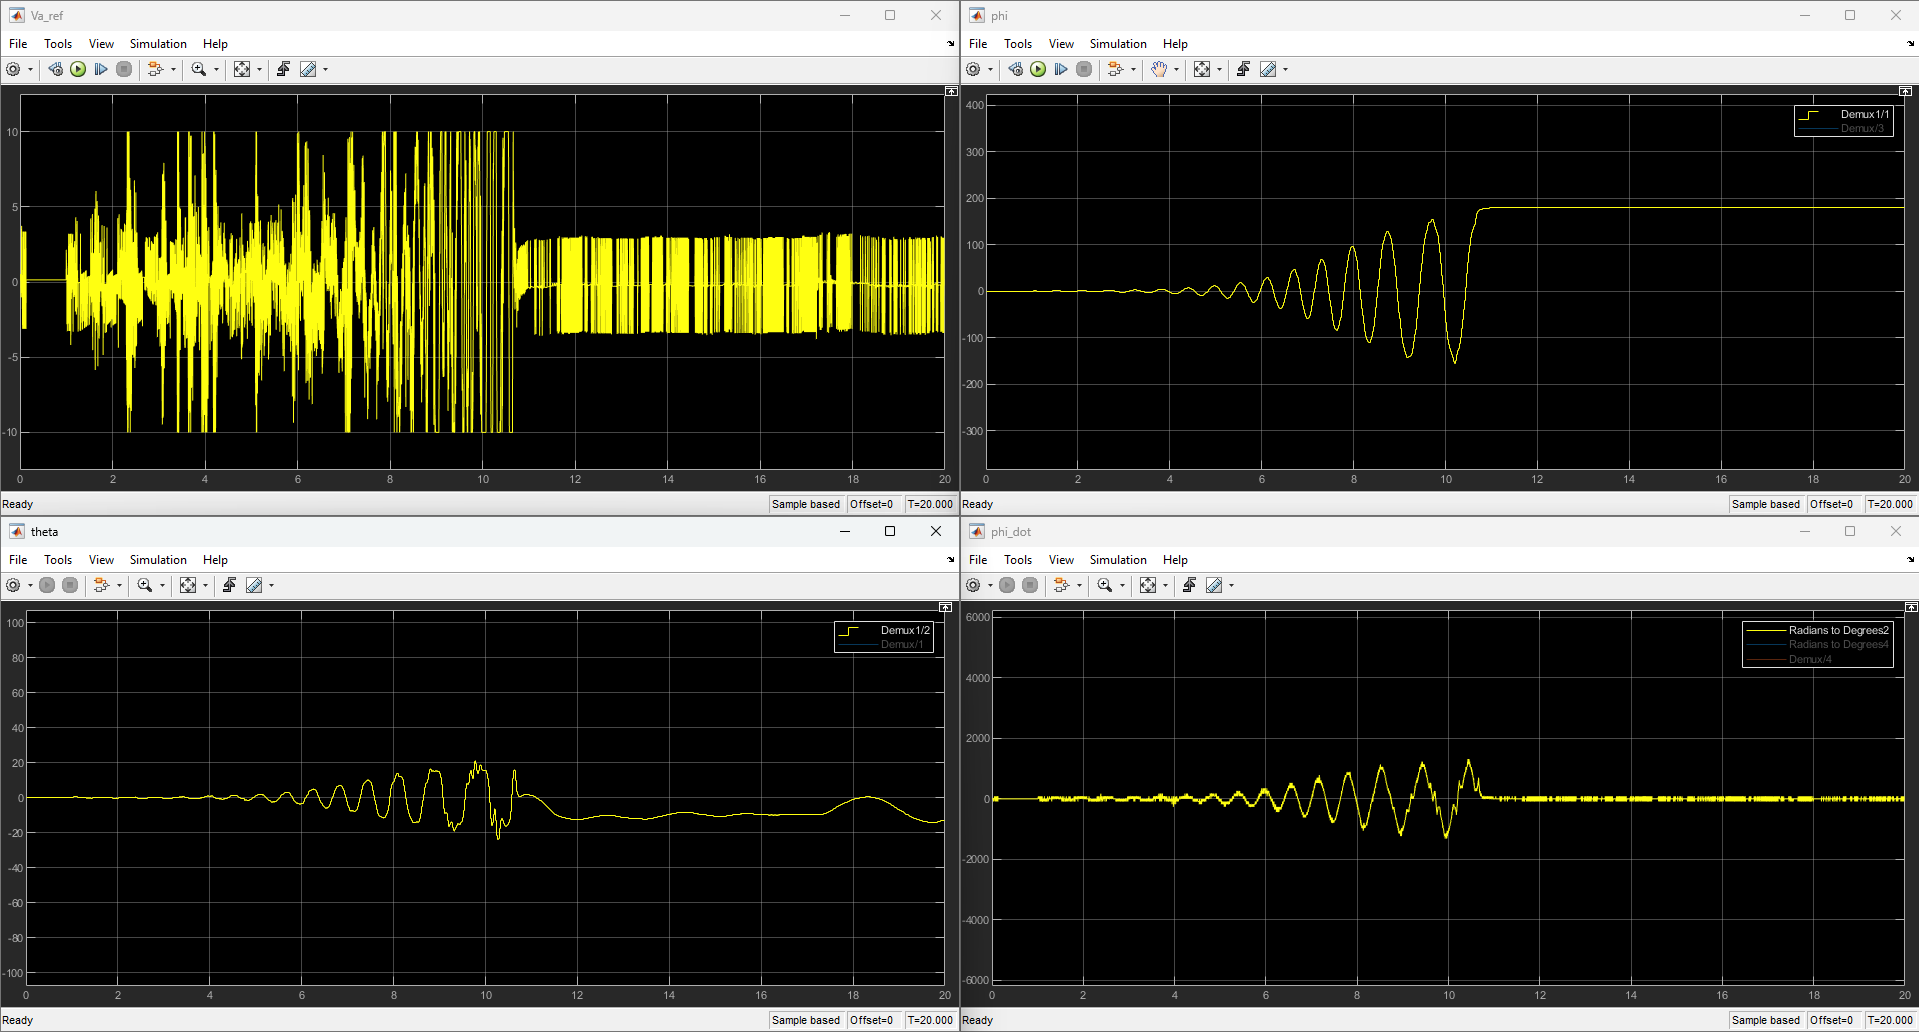 Va_ref
File Tools View Simulation Help
10
5
0
-5
-10
0 2 4 6 8 10 12 14 16 18 20
Ready Sample based Offset=0 T=20.000
phi
File Tools View Simulation Help
400
300
200
100
0
-100
-200
-300
Demux1/1
Demux/3
0 2 4 6 8 10 12 14 16 18 20
Ready Sample based Offset=0 T=20.000
theta
File Tools View Simulation Help
100
80
60
40
20
0
-20
-40
-60
-80
-100
Demux1/2
Demux/1
0 2 4 6 8 10 12 14 16 18 20
Ready Sample based Offset=0 T=20.000
phi_dot
File Tools View Simulation Help
6000
4000
2000
0
-2000
-4000
-6000
Radians to Degrees2
Radians to Degrees4
Demux/4
0 2 4 6 8 10 12 14 16 18 20
Ready Sample based Offset=0 T=20.000